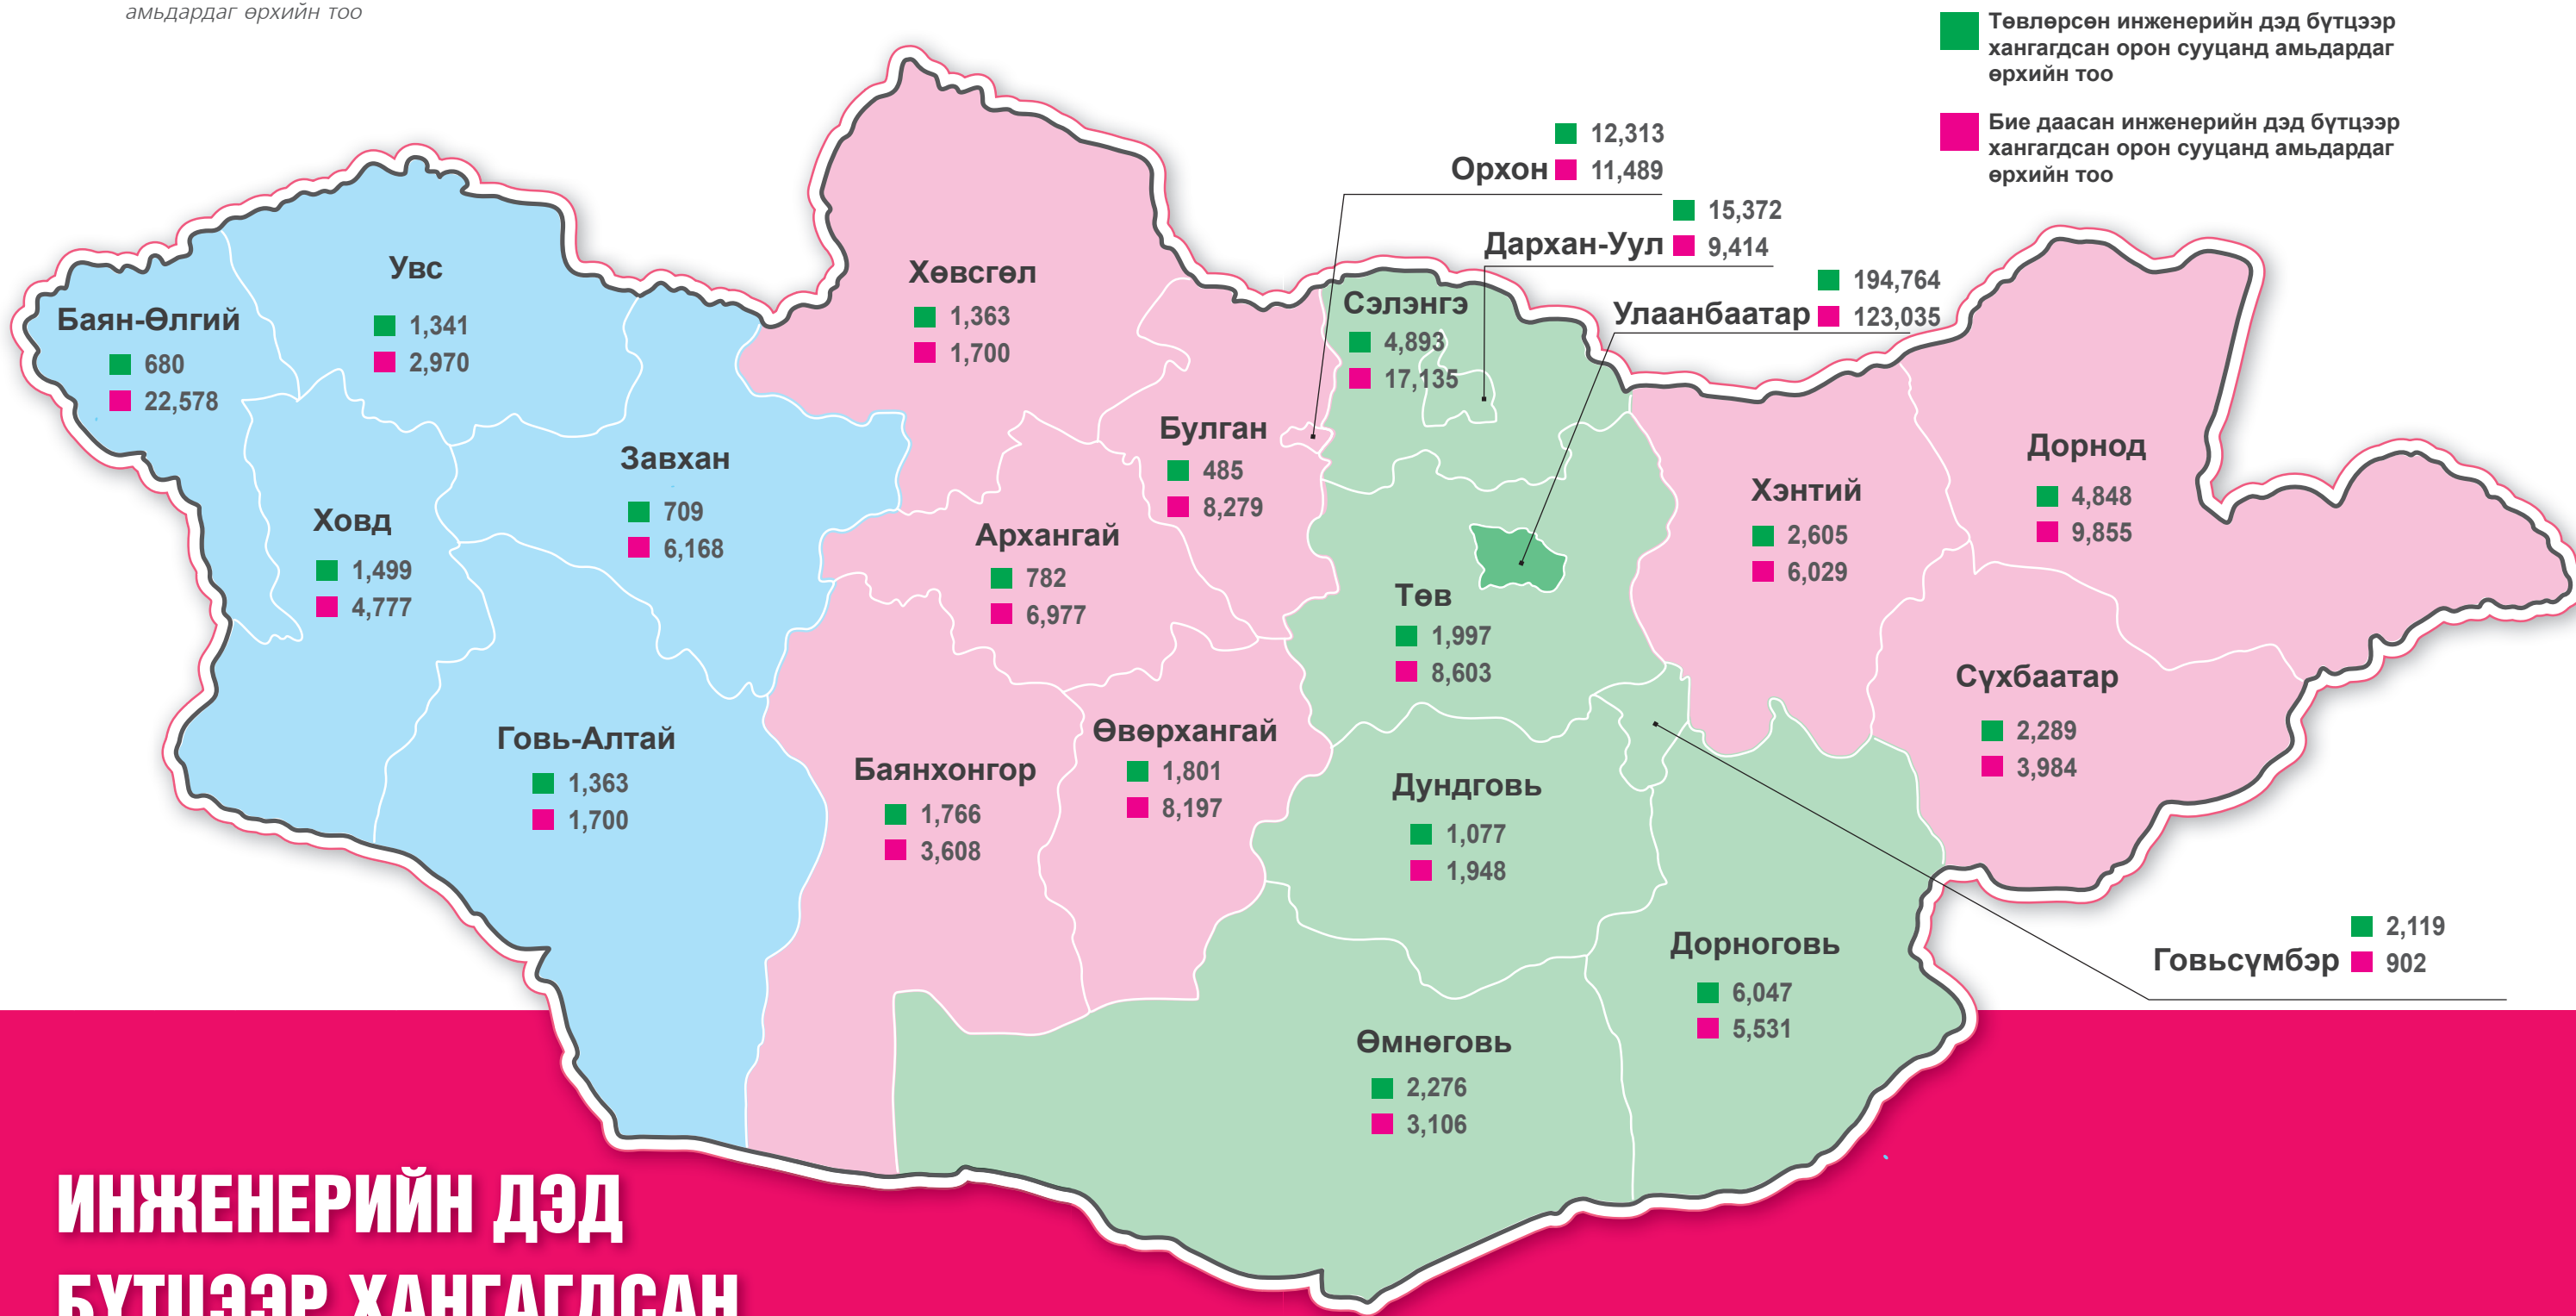 амьдардаг өрхийн тоо
Төвлөрсөн инженерийн дэд бүтцээр
хангагдсан орон сууцанд амьдардаг
өрхийн тоо
Бие даасан инженерийн дэд бүтцээр
хангагдсан орон сууцанд амьдардаг
өрхийн тоо
Орхон
12,313
11,489
Дархан-Уул
15,372
9,414
Улаанбаатар
194,764
123,035
Увс
1,341
2,970
Баян-Өлгий
680
22,578
Хөвсгөл
1,363
1,700
Сэлэнгэ
4,893
17,135
Булган
485
8,279
Завхан
709
6,168
Ховд
1,499
4,777
Архангай
782
6,977
Дорнод
4,848
9,855
Хэнтий
2,605
6,029
Төв
1,997
8,603
Сүхбаатар
2,289
3,984
Говь-Алтай
1,363
1,700
Баянхонгор
1,766
3,608
Өвөрхангай
1,801
8,197
Дундговь
1,077
1,948
Дорноговь
6,047
5,531
Говьсүмбэр
2,119
902
Өмнөговь
2,276
3,106
ИНЖЕНЕРИЙН ДЭД
БҮТЦЭЭР ХАНГАГДСАН